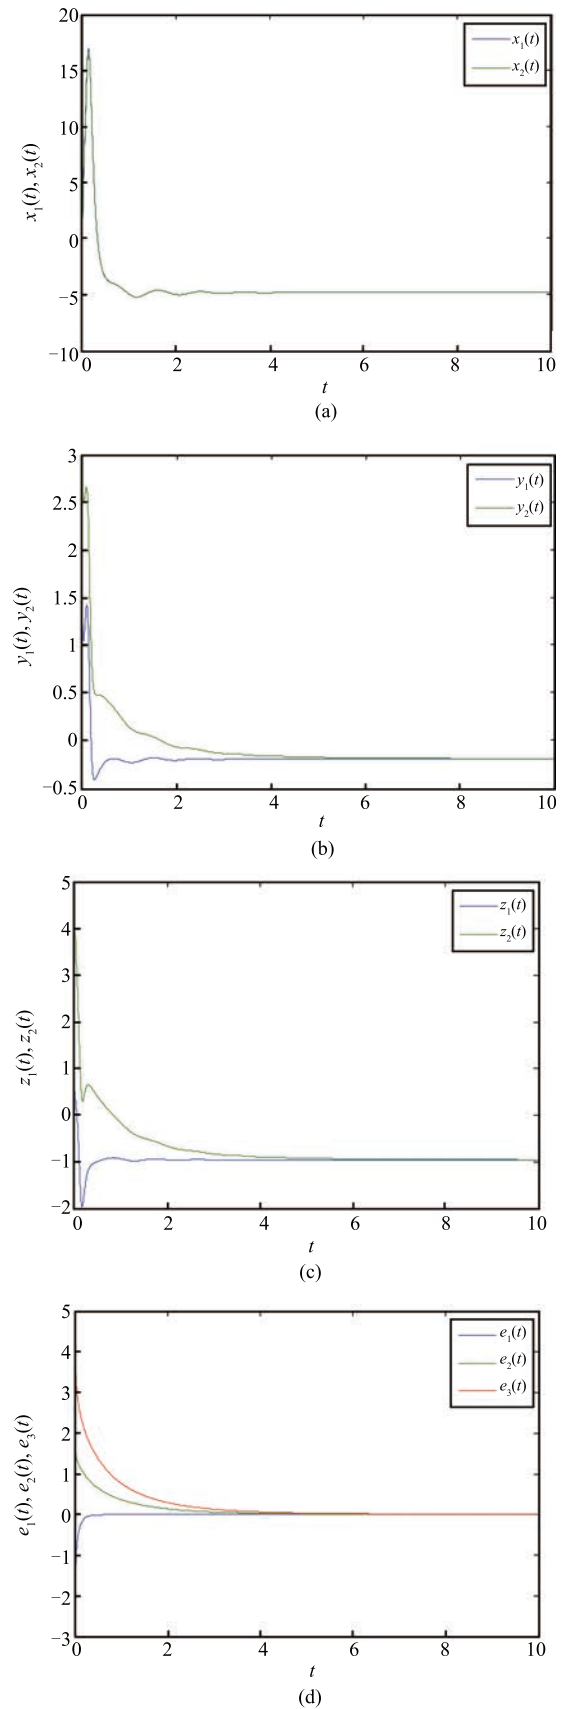 20
15
10
5
0
−5
−10
x₁(t), x₂(t)
x₁(t)
x₂(t)
0 2 4 6 8 10
t
(a)
3
2.5
2
1.5
1
0.5
0
−0.5
y₁(t), y₂(t)
y₁(t)
y₂(t)
0 2 4 6 8 10
t
(b)
5
4
3
2
1
0
−1
−2
z₁(t), z₂(t)
z₁(t)
z₂(t)
0 2 4 6 8 10
t
(c)
5
4
3
2
1
0
−1
−2
−3
e₁(t), e₂(t), e₃(t)
e₁(t)
e₂(t)
e₃(t)
0 2 4 6 8 10
t
(d)